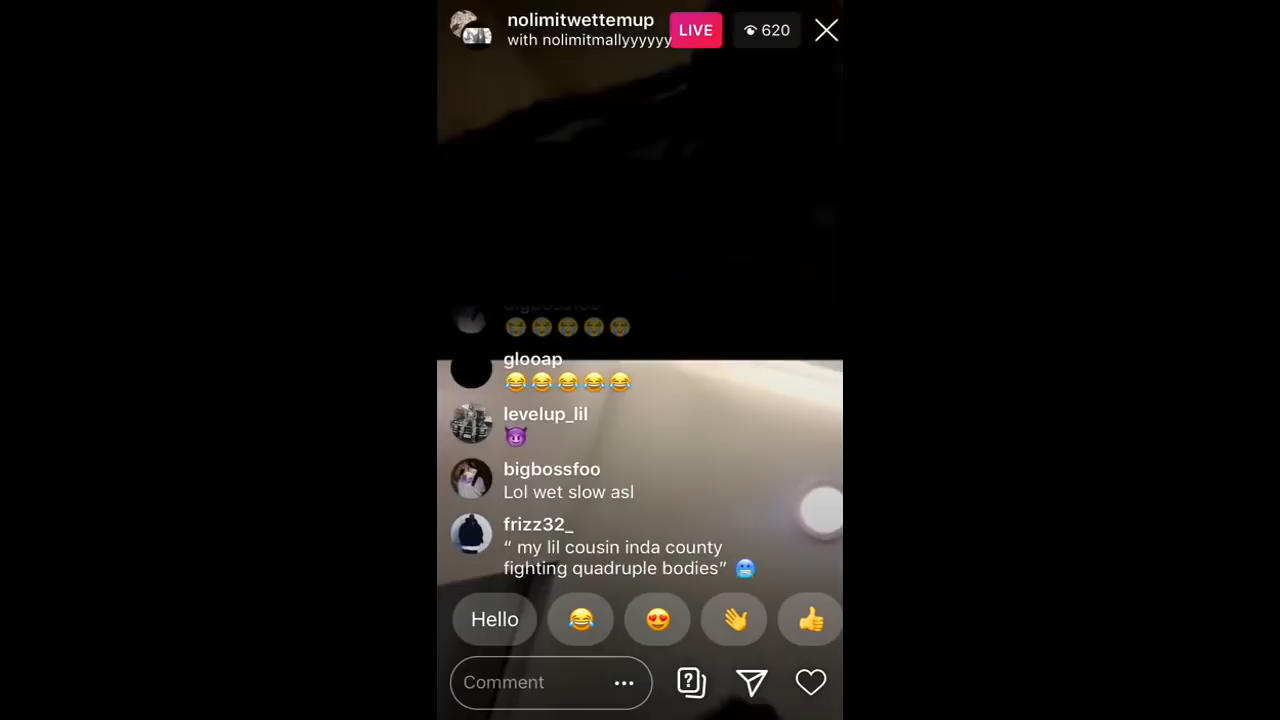 nolimitwettemup
with nolimitmallyyyyyy
LIVE
620
bigbossfoo
😭😭😭😭😭
glooap
😂😂😂😂😂
levelup_lil
😈
bigbossfoo
Lol wet slow asl
frizz32_
“ my lil cousin inda county
fighting quadruple bodies” 🥶
Hello 😂 😍 👋 👍
Comment